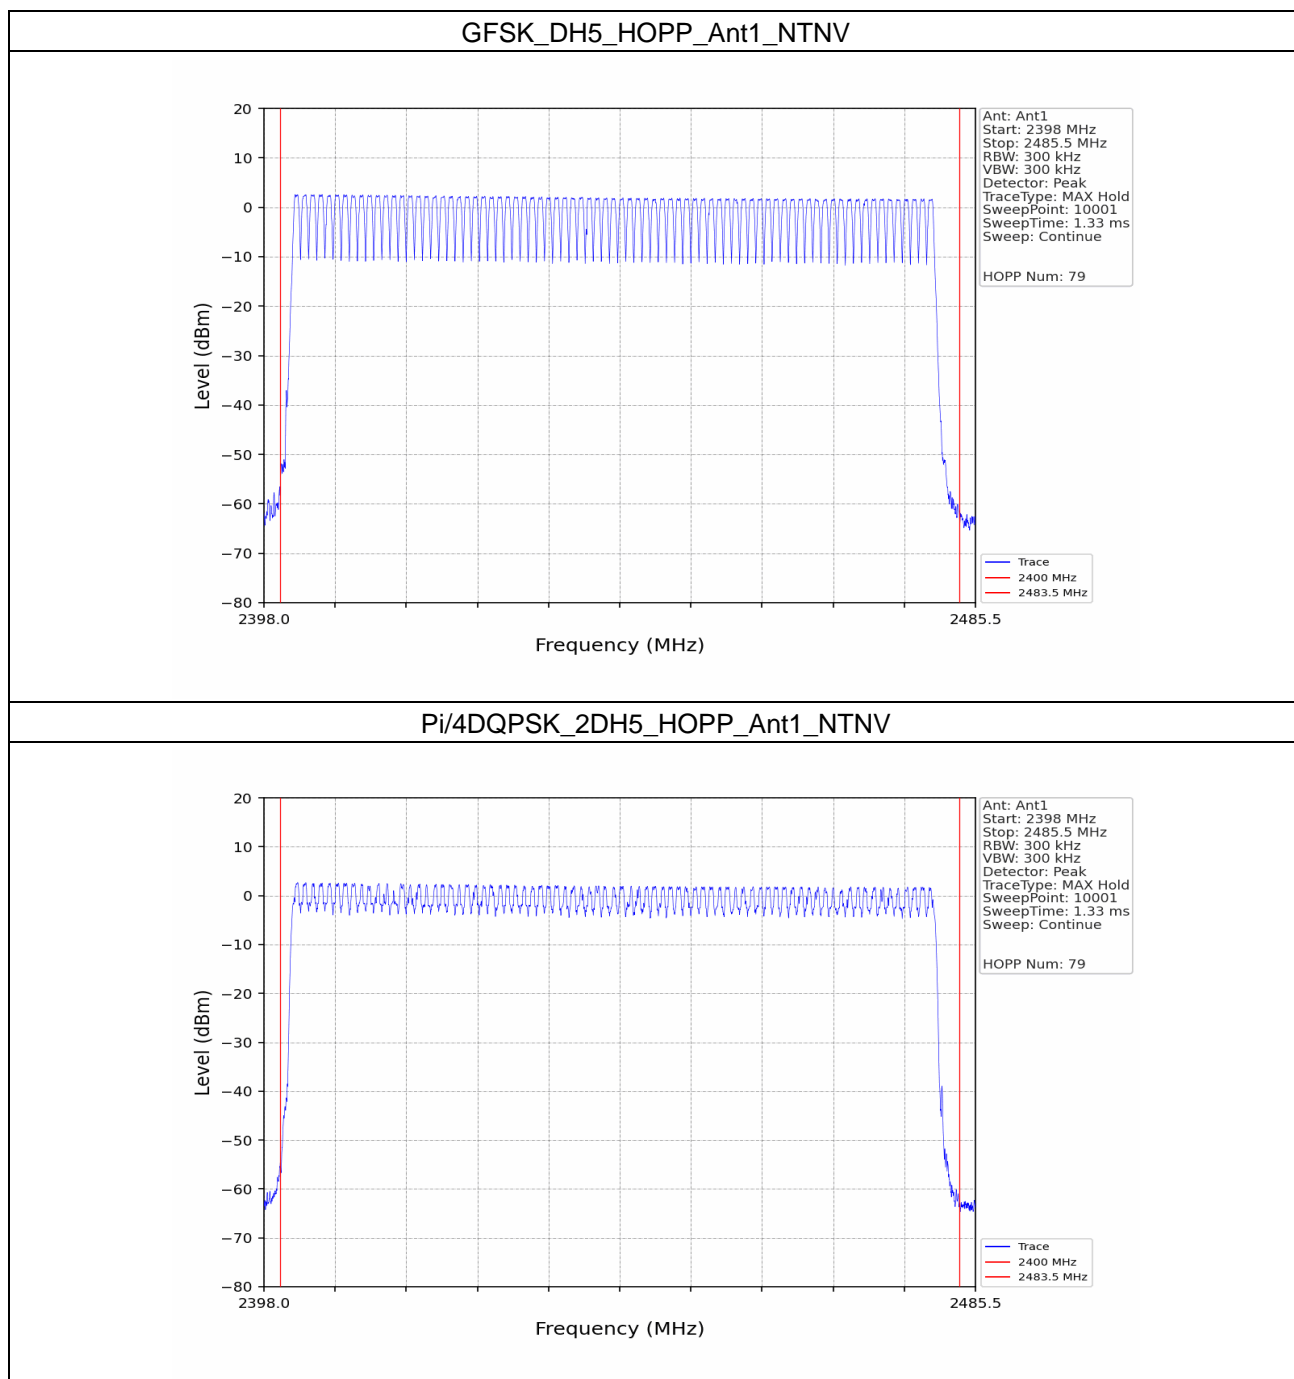 GFSK_DH5_HOPP_Ant1_NTNV
20
10
0
−10
−20
−30
−40
−50
−60
−70
−80
Level (dBm)
2398.0
2485.5
Frequency (MHz)
Ant: Ant1
Start: 2398 MHz
Stop: 2485.5 MHz
RBW: 300 kHz
VBW: 300 kHz
Detector: Peak
TraceType: MAX Hold
SweepPoint: 10001
SweepTime: 1.33 ms
Sweep: Continue
HOPP Num: 79
Trace
2400 MHz
2483.5 MHz
Pi/4DQPSK_2DH5_HOPP_Ant1_NTNV
20
10
0
−10
−20
−30
−40
−50
−60
−70
−80
Level (dBm)
2398.0
2485.5
Frequency (MHz)
Ant: Ant1
Start: 2398 MHz
Stop: 2485.5 MHz
RBW: 300 kHz
VBW: 300 kHz
Detector: Peak
TraceType: MAX Hold
SweepPoint: 10001
SweepTime: 1.33 ms
Sweep: Continue
HOPP Num: 79
Trace
2400 MHz
2483.5 MHz